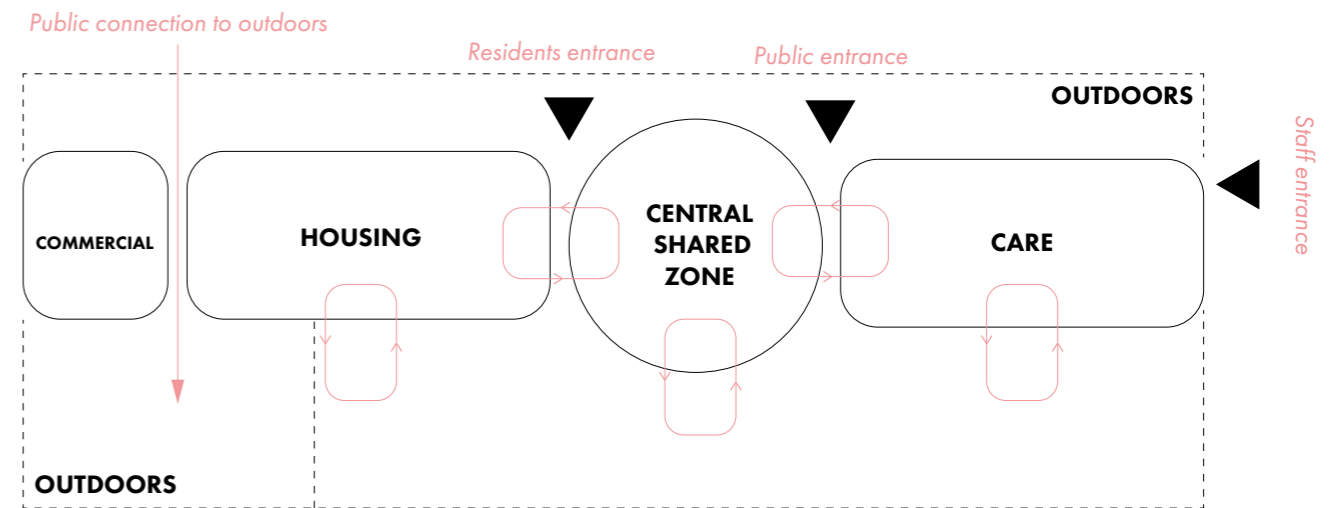 Public connection to outdoors
Residents entrance
Public entrance
OUTDOORS
Staff entrance
COMMERCIAL
HOUSING
CENTRAL
SHARED
ZONE
CARE
OUTDOORS